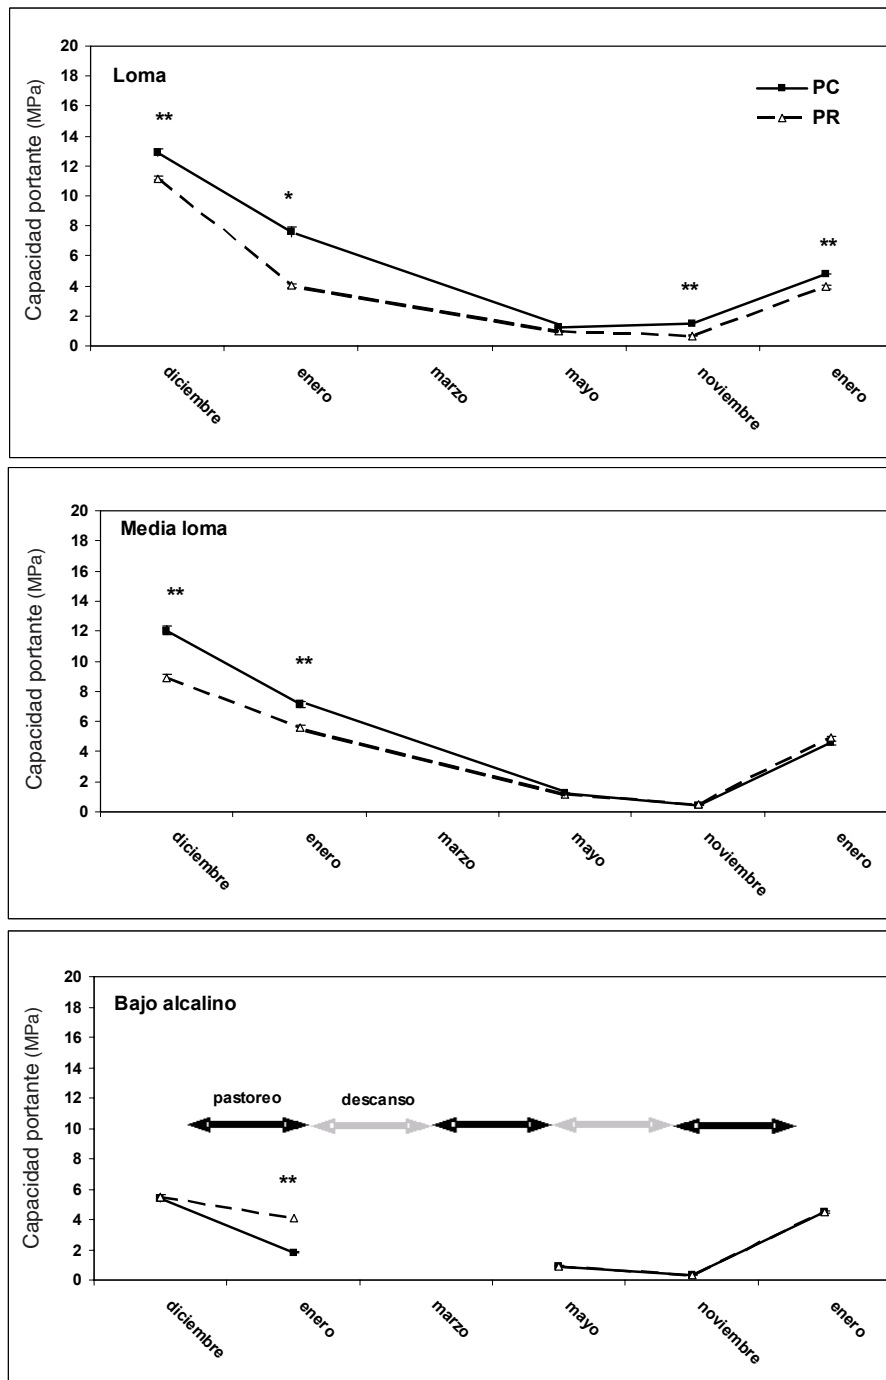 Loma
Capacidad portante (MPa)
20
18
16
14
12
10
8
6
4
2
0
PC
PR
**
*
**
**
diciembre
enero
marzo
mayo
noviembre
enero
Media loma
Capacidad portante (MPa)
20
18
16
14
12
10
8
6
4
2
0
**
**
diciembre
enero
marzo
mayo
noviembre
enero
Bajo alcalino
Capacidad portante (MPa)
20
18
16
14
12
10
8
6
4
2
0
pastoreo
descanso
**
diciembre
enero
marzo
mayo
noviembre
enero